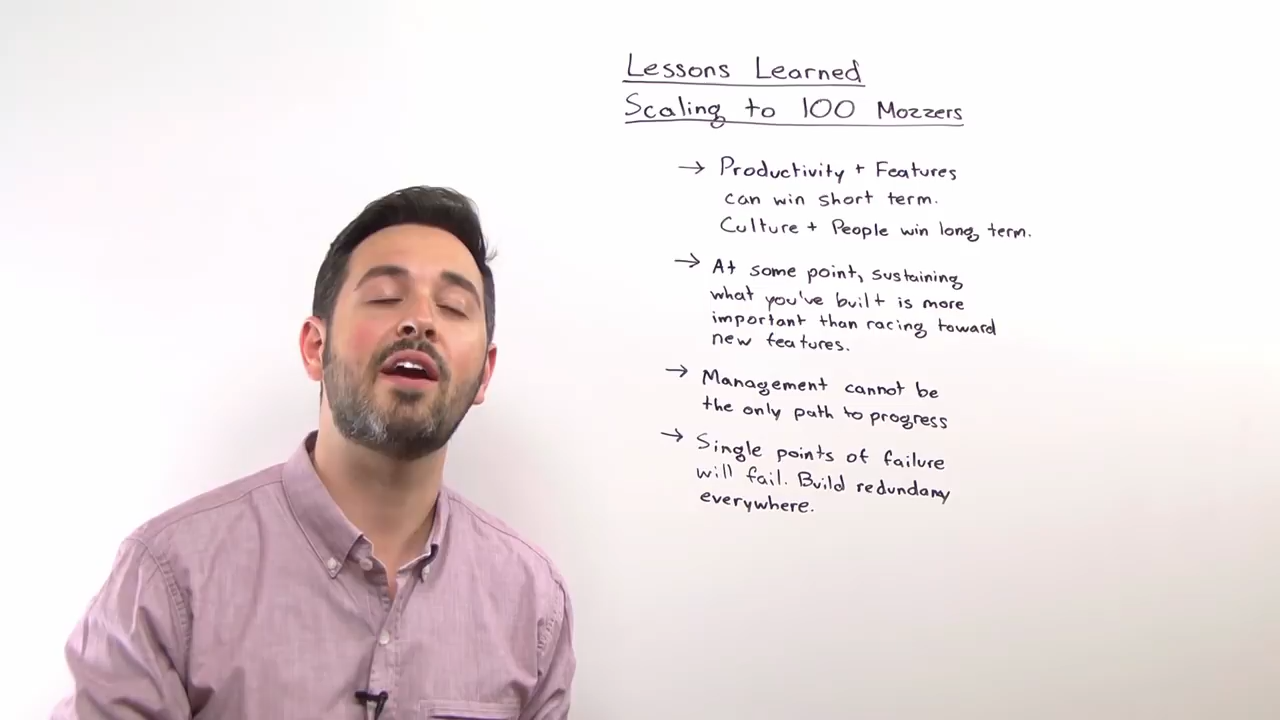 Lessons Learned
Scaling to 100 Mozzers
→ Productivity + Features
can win short term.
Culture + People win long term.
→ At some point, sustaining
what you've built is more
important than racing toward
new features.
→ Management cannot be
the only path to progress
→ Single points of failure
will fail. Build redundany
everywhere.